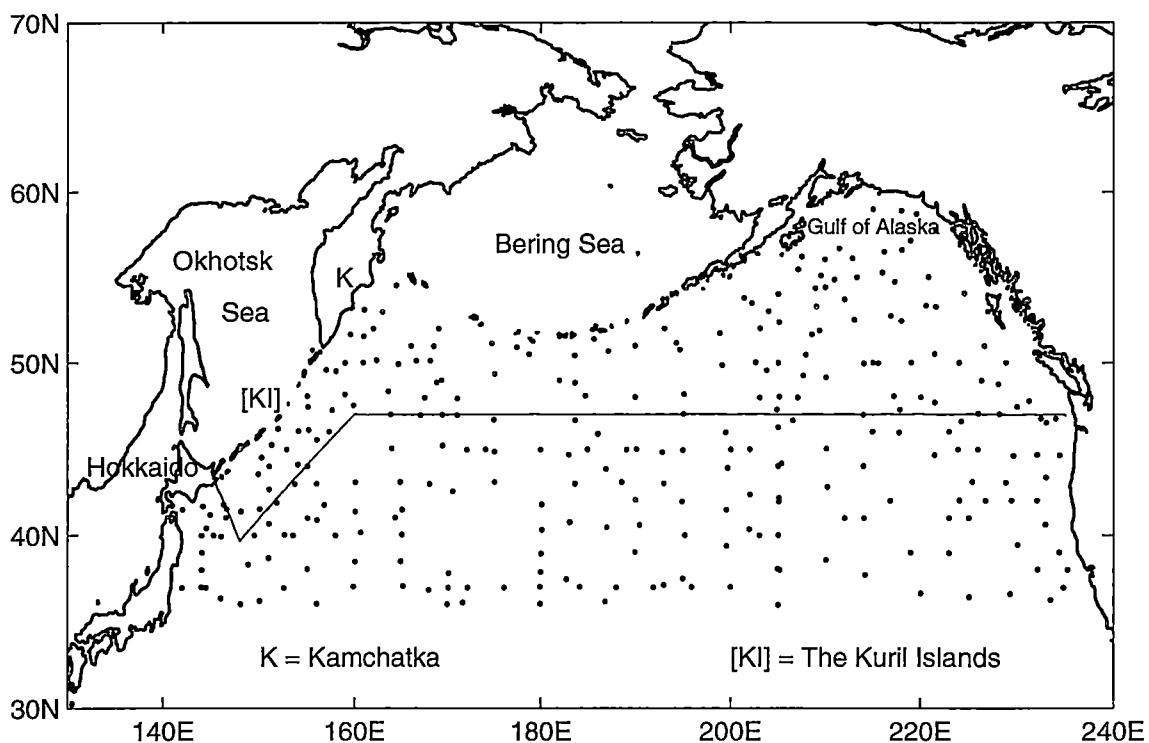 70N
60N
Gulf of Alaska
Bering Sea
Okhotsk
K
Sea
50N
[KI]
Hokkaido
40N
K = Kamchatka
[KI] = The Kuril Islands
30N
140E 160E 180E 200E 220E 240E